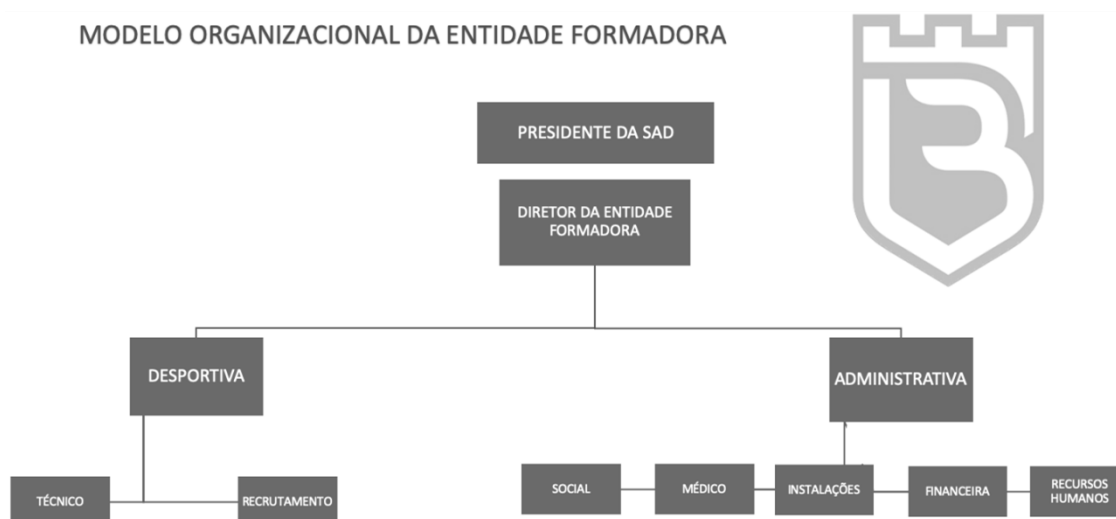 MODELO ORGANIZACIONAL DA ENTIDADE FORMADORA
PRESIDENTE DA SAD
DIRETOR DA ENTIDADE
FORMADORA
DESPORTIVA
ADMINISTRATIVA
TÉCNICO
RECRUTAMENTO
SOCIAL
MÉDICO
INSTALAÇÕES
FINANCEIRA
RECURSOS
HUMANOS